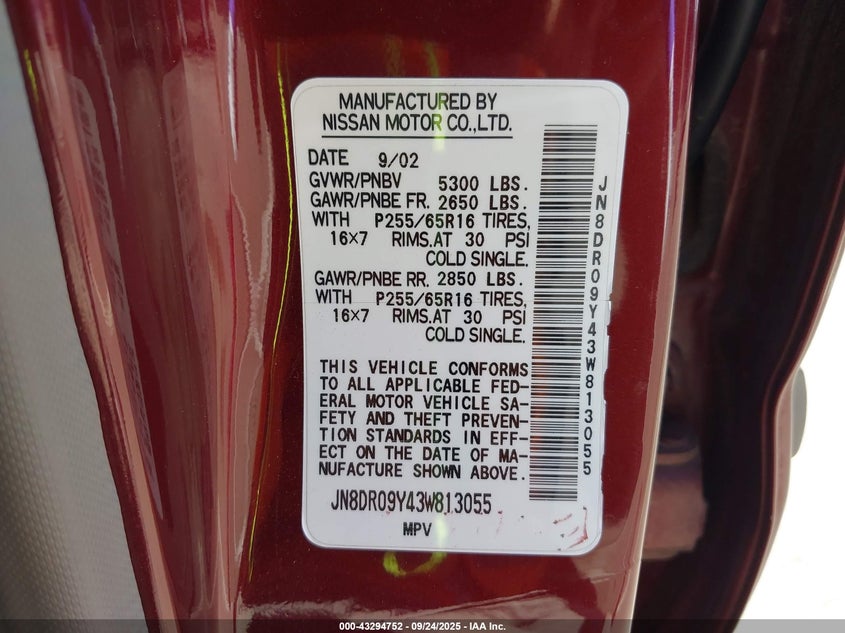 MANUFACTURED BY
NISSAN MOTOR CO.,LTD.
DATE 9/02
GVWR/PNBV 5300 LBS.
GAWR/PNBE FR. 2650 LBS.
WITH P255/65R16 TIRES,
16×7 RIMS.AT 30 PSI
COLD SINGLE.
GAWR/PNBE RR. 2850 LBS.
WITH P255/65R16 TIRES,
16×7 RIMS.AT 30 PSI
COLD SINGLE.
THIS VEHICLE CONFORMS
TO ALL APPLICABLE FED-
ERAL MOTOR VEHICLE SA-
FETY AND THEFT PREVEN-
TION STANDARDS IN EFF-
ECT ON THE DATE OF MA-
NUFACTURE SHOWN ABOVE.
JN8DR09Y43W813055
MPV
JN8DR09Y43W813055
000-43294752 - 09/24/2025 - IAA Inc.